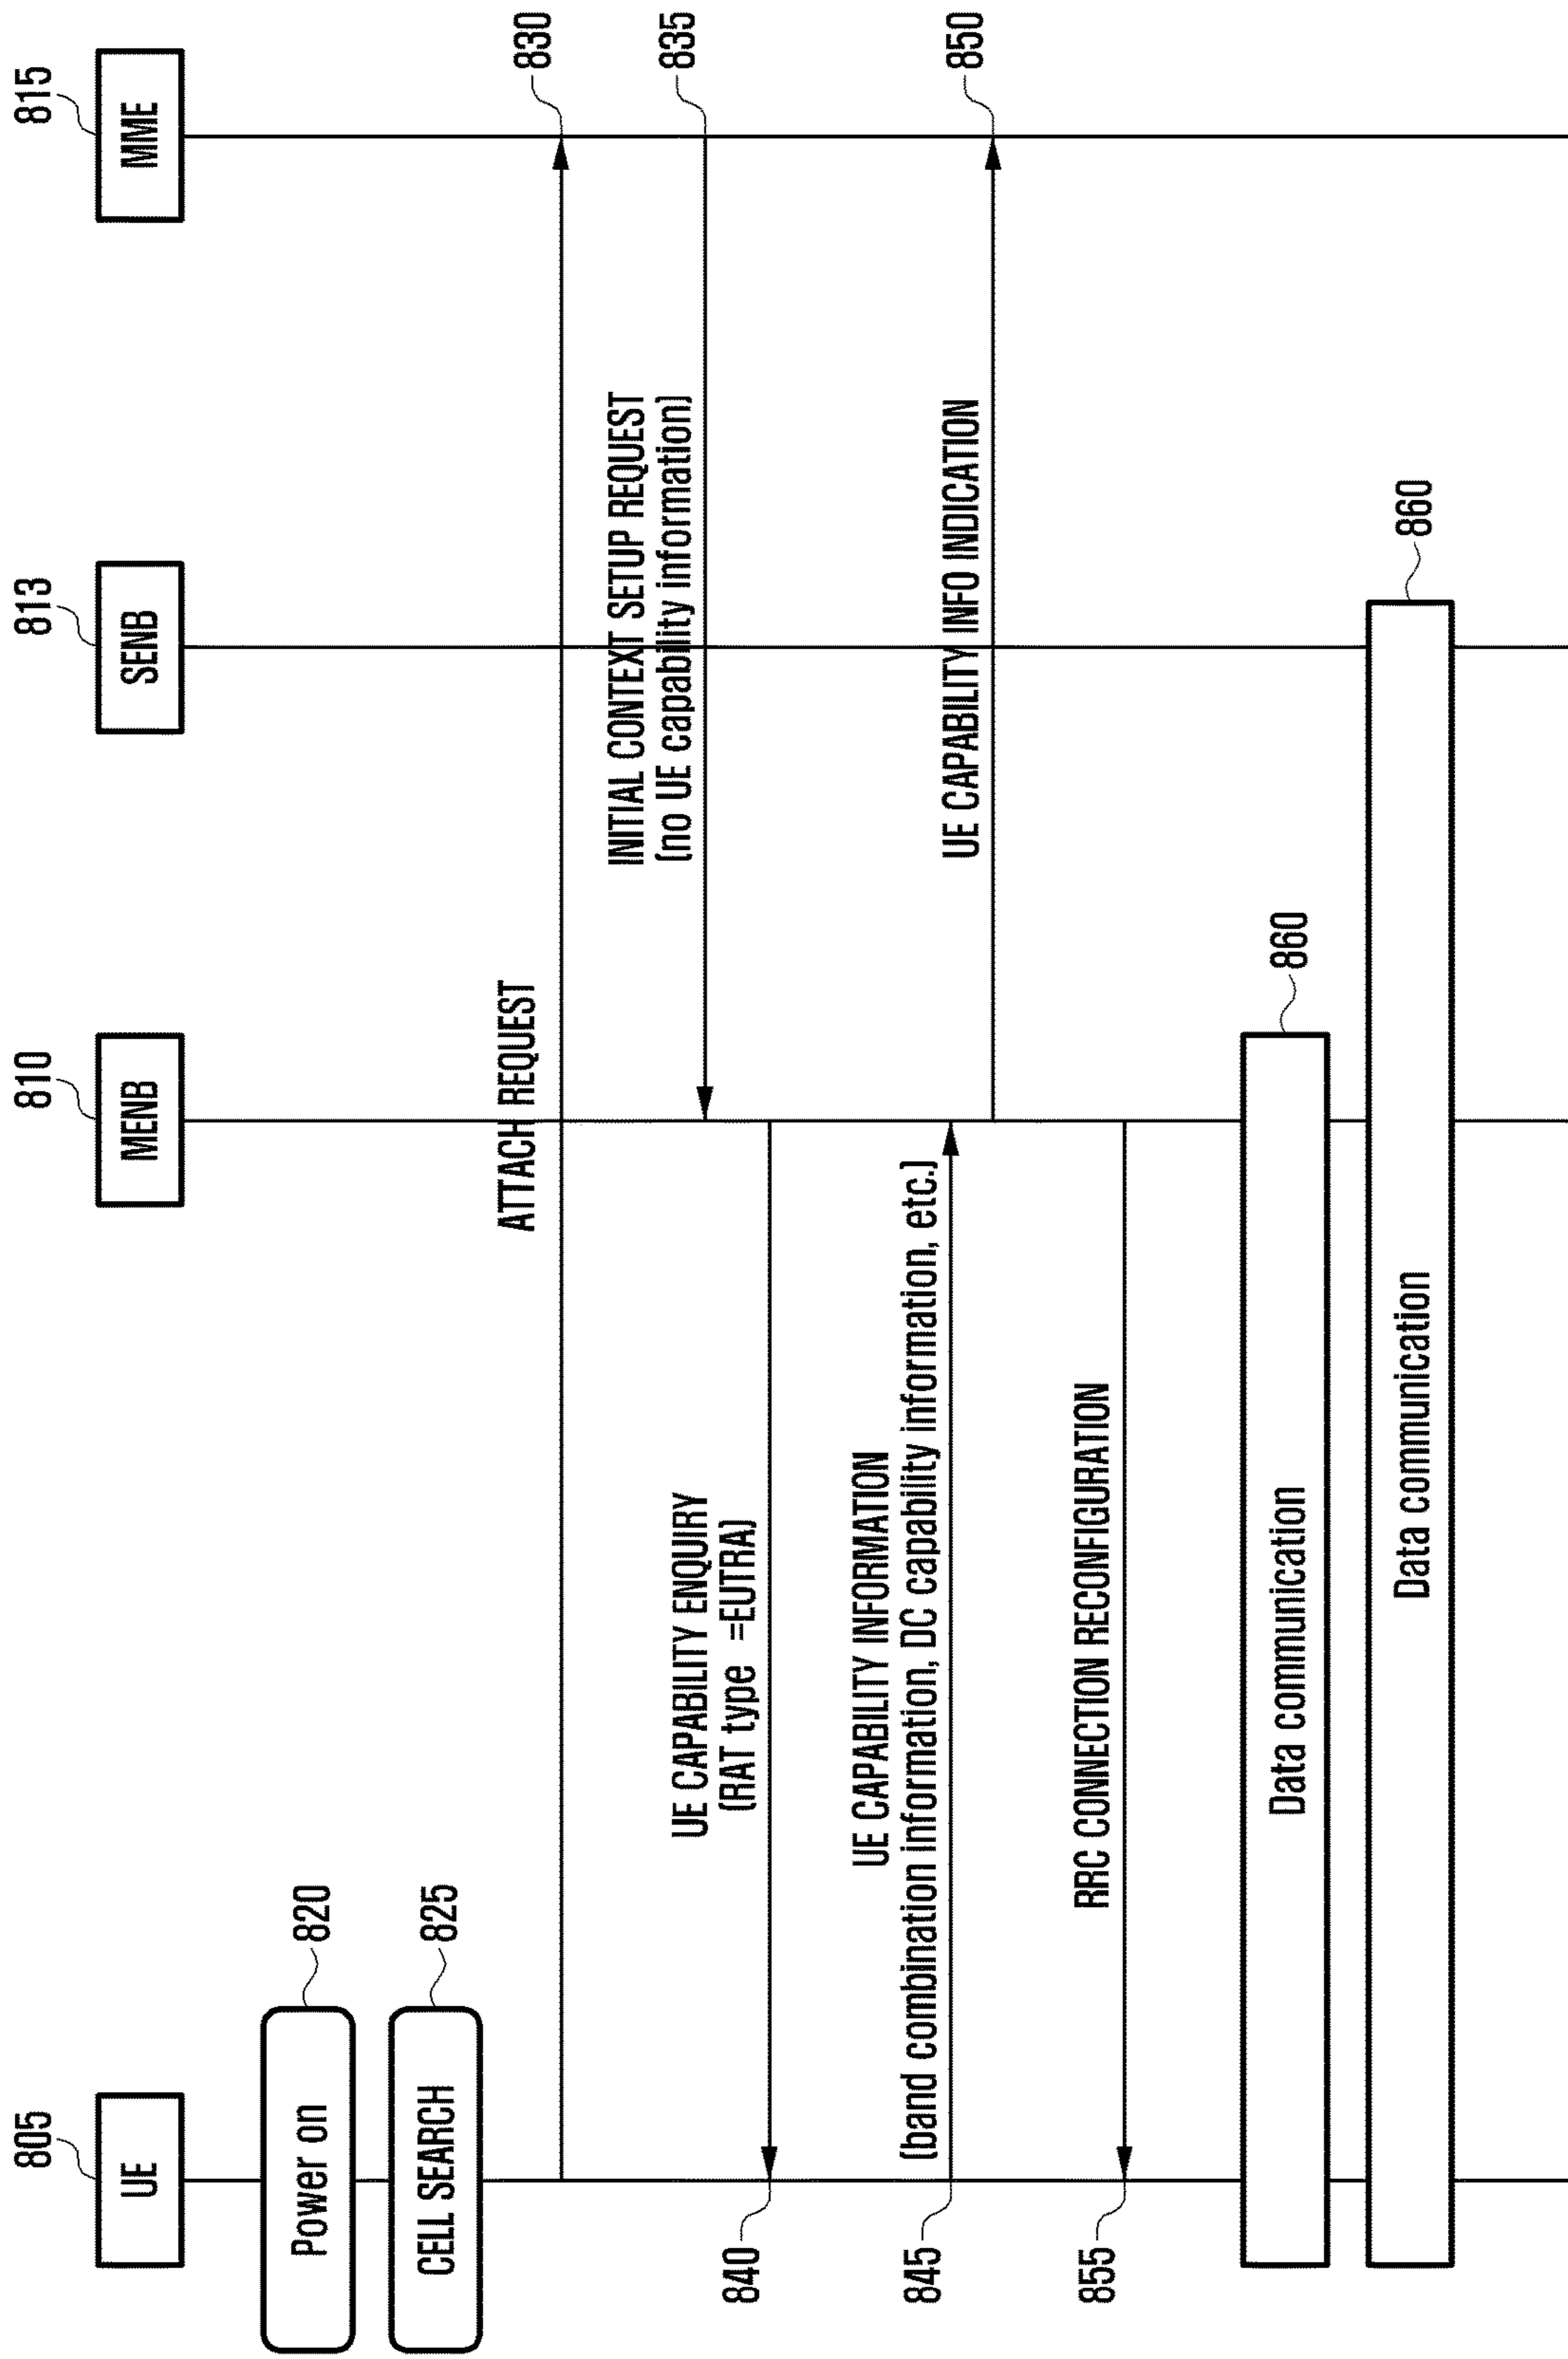 805
810
813
815
UE
MENB
SENB
MME
Power on
820
CELL SEARCH
825
ATTACH REQUEST
830
INITIAL CONTEXT SETUP REQUEST
(no UE capability information)
835
UE CAPABILITY ENQUIRY
(RAT type =EUTRA)
840
UE CAPABILITY INFORMATION
(band combination information, DC capability information, etc.)
845
UE CAPABILITY INFO INDICATION
850
RRC CONNECTION RECONFIGURATION
855
Data communication
860
Data communication
860